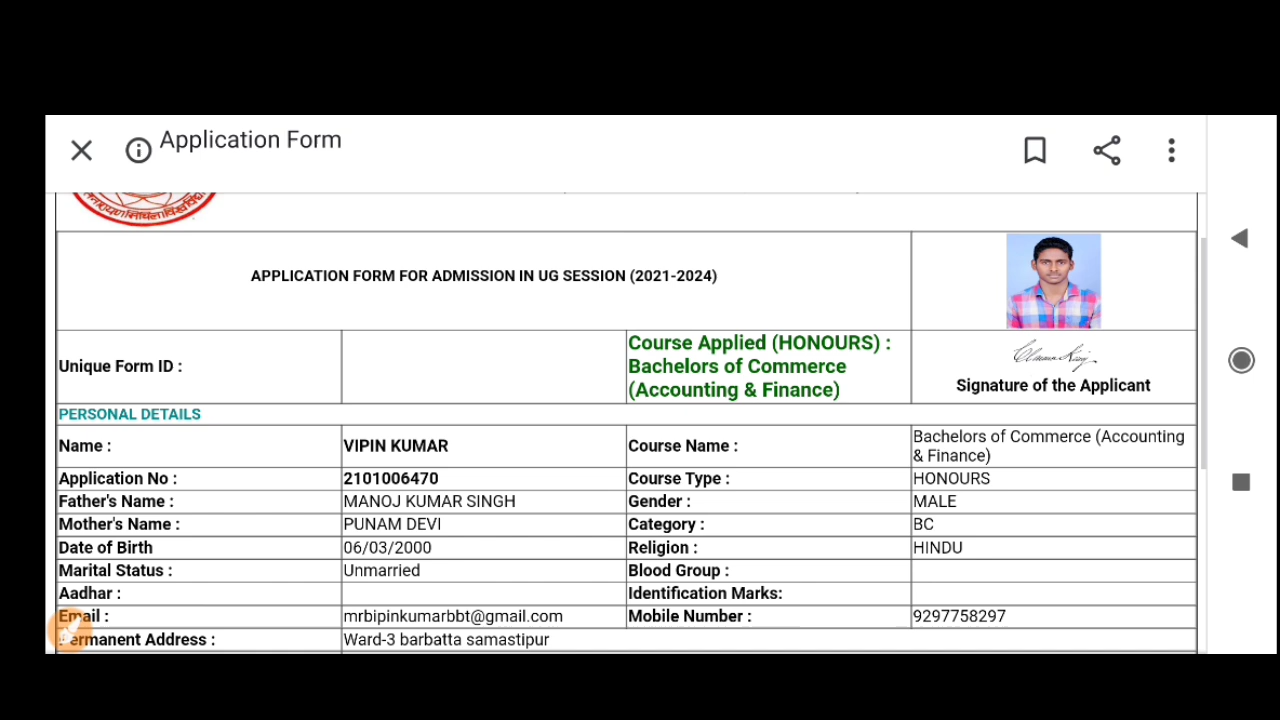 Application Form
APPLICATION FORM FOR ADMISSION IN UG SESSION (2021-2024)
Unique Form ID :
Course Applied (HONOURS) :
Bachelors of Commerce
(Accounting & Finance)
Signature of the Applicant
PERSONAL DETAILS
Name : VIPIN KUMAR Course Name : Bachelors of Commerce (Accounting
& Finance)
Application No : 2101006470 Course Type : HONOURS
Father's Name : MANOJ KUMAR SINGH Gender : MALE
Mother's Name : PUNAM DEVI Category : BC
Date of Birth 06/03/2000 Religion : HINDU
Marital Status : Unmarried Blood Group :
Aadhar : Identification Marks:
Email : mrbipinkumarbbt@gmail.com Mobile Number : 9297758297
Permanent Address : Ward-3 barbatta samastipur